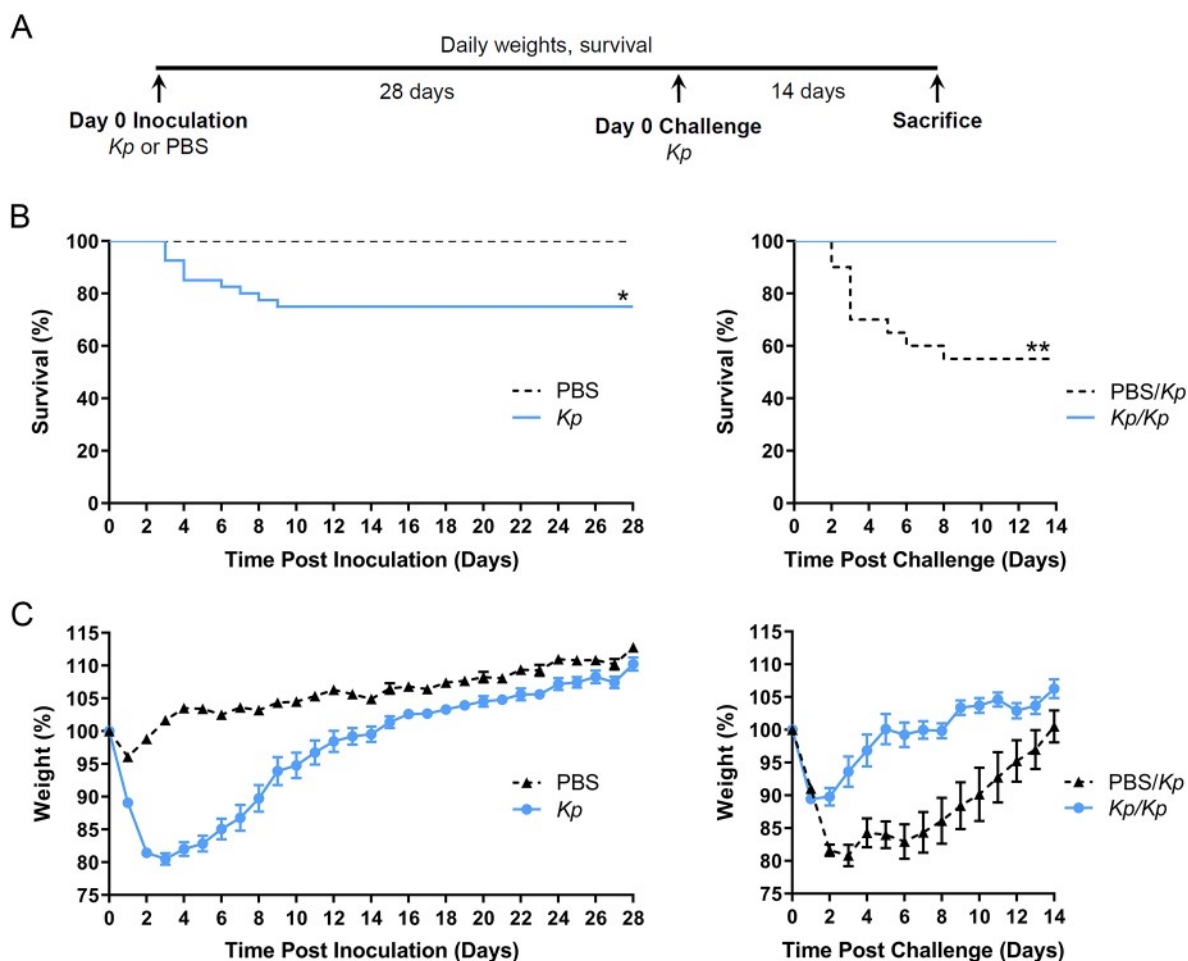 A
Daily weights, survival
28 days
14 days
Day 0 Inoculation
Kp or PBS
Day 0 Challenge
Kp
Sacrifice
B
Survival (%)
100
80
60
40
20
0
*
PBS
Kp
0 2 4 6 8 10 12 14 16 18 20 22 24 26 28
Time Post Inoculation (Days)
Survival (%)
100
80
60
40
20
0
**
PBS/Kp
Kp/Kp
0 2 4 6 8 10 12 14
Time Post Challenge (Days)
C
Weight (%)
115
110
105
100
95
90
85
80
75
PBS
Kp
0 2 4 6 8 10 12 14 16 18 20 22 24 26 28
Time Post Inoculation (Days)
Weight (%)
115
110
105
100
95
90
85
80
75
PBS/Kp
Kp/Kp
0 2 4 6 8 10 12 14
Time Post Challenge (Days)